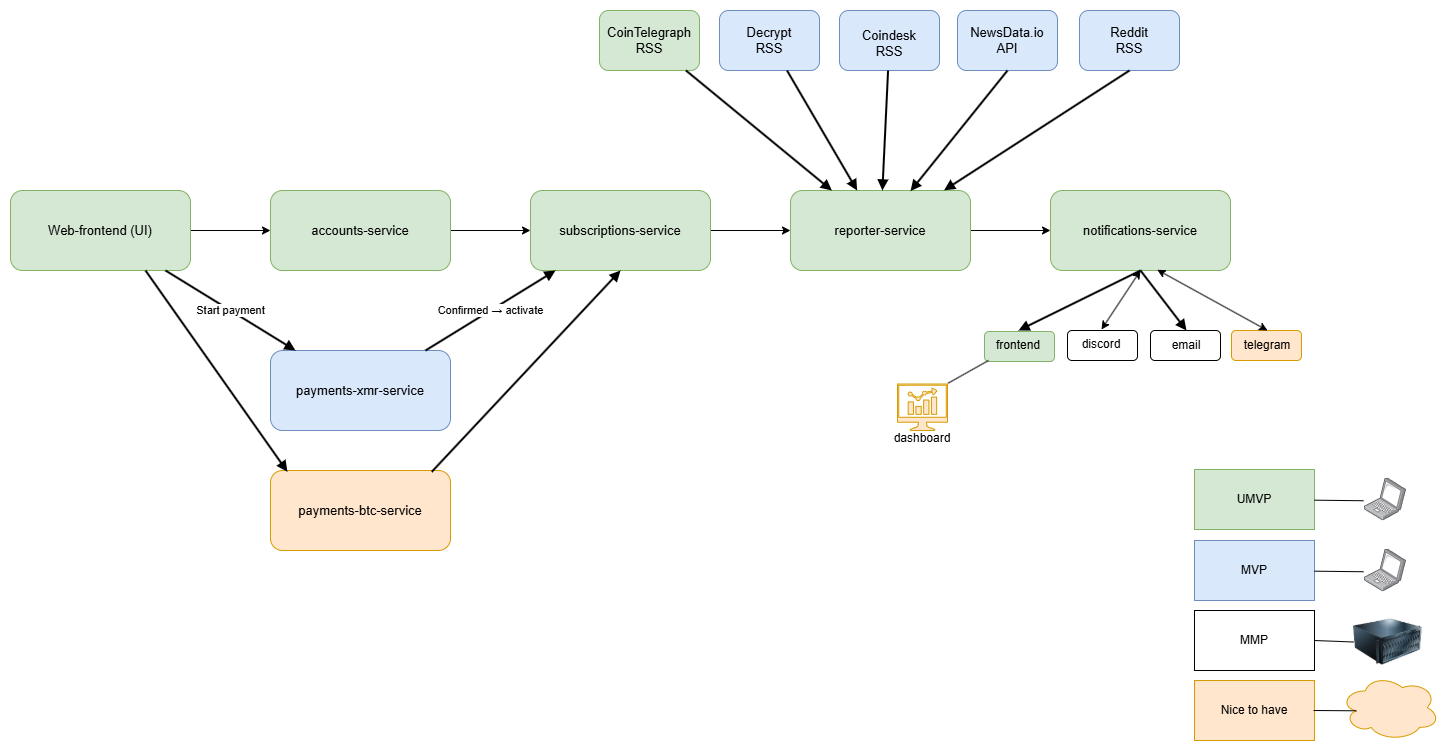 CoinTelegraph
RSS
Decrypt
RSS
Coindesk
RSS
NewsData.io
API
Reddit
RSS
Web-frontend (UI)
accounts-service
subscriptions-service
reporter-service
notifications-service
Start payment
Confirmed → activate
frontend
discord
email
telegram
payments-xmr-service
dashboard
payments-btc-service
UMVP
MVP
MMP
Nice to have